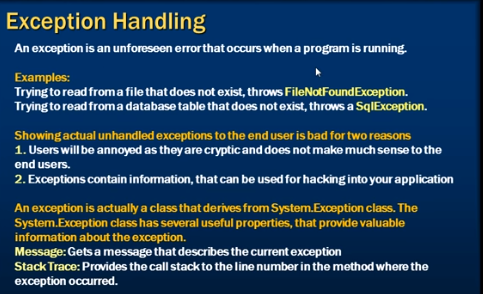 Exception Handling
An exception is an unforeseen error that occurs when a program is running.
Examples:
Trying to read from a file that does not exist, throws FileNotFoundException.
Trying to read from a database table that does not exist, throws a SqlException.
Showing actual unhandled exceptions to the end user is bad for two reasons
1. Users will be annoyed as they are cryptic and does not make much sense to the
end users.
2. Exceptions contain information, that can be used for hacking into your application
An exception is actually a class that derives from System.Exception class. The
System.Exception class has several useful properties, that provide valuable
information about the exception.
Message: Gets a message that describes the current exception
Stack Trace: Provides the call stack to the line number in the method where the
exception occurred.